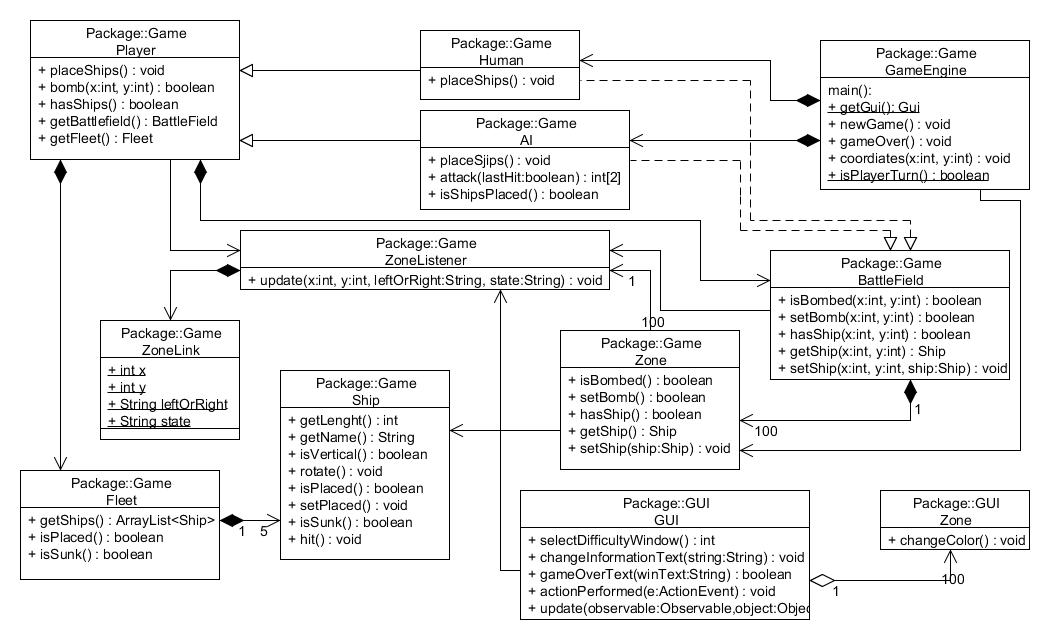 Package::Game
Player
+ placeShips() : void
+ bomb(x:int, y:int) : boolean
+ hasShips() : boolean
+ getBattlefield() : BattleField
+ getFleet() : Fleet
Package::Game
Human
+ placeShips() : void
Package::Game
GameEngine
main():
+ getGui(): Gui
+ newGame() : void
+ gameOver() : void
+ coordiates(x:int, y:int) : void
+ isPlayerTurn() : boolean
Package::Game
AI
+ placeSjips() : void
+ attack(lastHit:boolean) : int[2]
+ isShipsPlaced() : boolean
Package::Game
ZoneListener
+ update(x:int, y:int, leftOrRight:String, state:String) : void
1
100
Package::Game
BattleField
+ isBombed(x:int, y:int) : boolean
+ setBomb(x:int, y:int) : boolean
+ hasShip(x:int, y:int) : boolean
+ getShip(x:int, y:int) : Ship
+ setShip(x:int, y:int, ship:Ship) : void
1
100
Package::Game
ZoneLink
+ int x
+ int y
+ String leftOrRight
+ String state
Package::Game
Zone
+ isBombed() : boolean
+ setBomb() : boolean
+ hasShip() : boolean
+ getShip() : Ship
+ setShip(ship:Ship) : void
Package::Game
Ship
+ getLenght() : int
+ getName() : String
+ isVertical() : boolean
+ rotate() : void
+ isPlaced() : boolean
+ setPlaced() : void
+ isSunk() : boolean
+ hit() : void
Package::Game
Fleet
+ getShips() : ArrayList<Ship>
+ isPlaced() : boolean
+ isSunk() : boolean
1 5
Package::GUI
GUI
+ selectDifficultyWindow() : int
+ changeInformationText(string:String) : void
+ gameOverText(winText:String) : boolean
+ actionPerformed(e:ActionEvent) : void
+ update(observable:Observable,object:Objec
1
100
Package::GUI
Zone
+ changeColor() : void